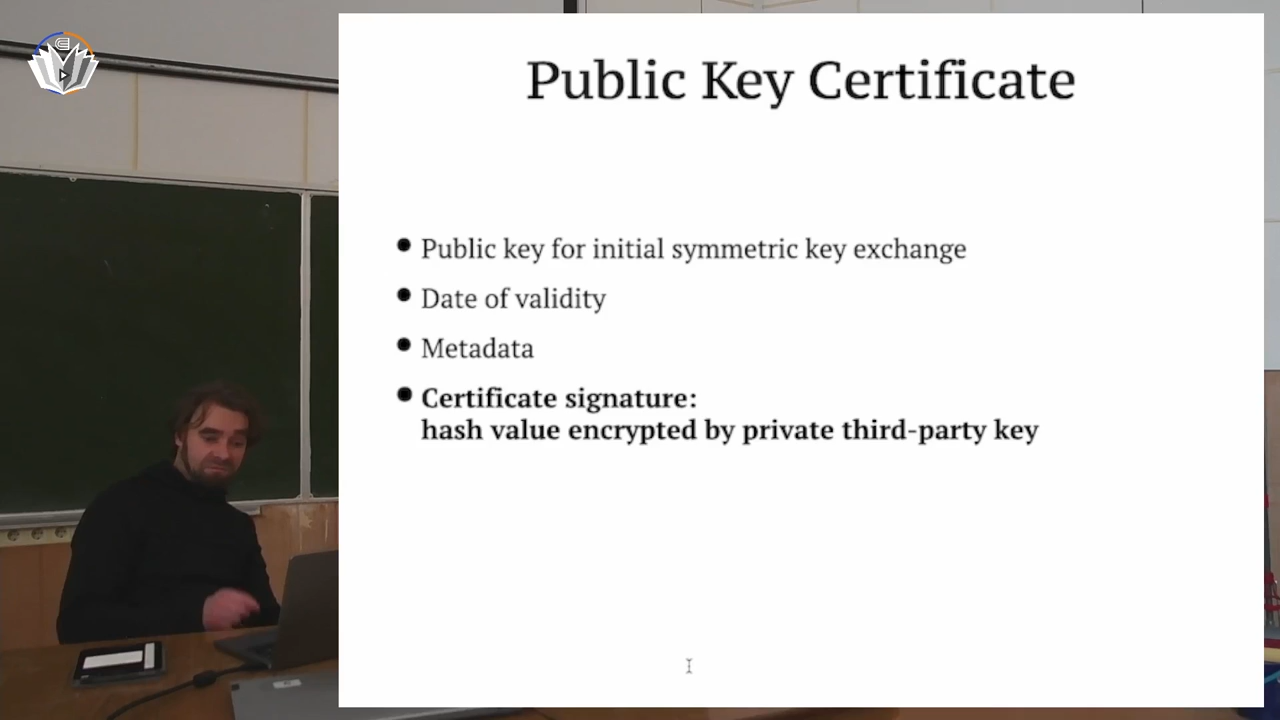 Public Key Certificate
Public key for initial symmetric key exchange
Date of validity
Metadata
Certificate signature:
hash value encrypted by private third-party key